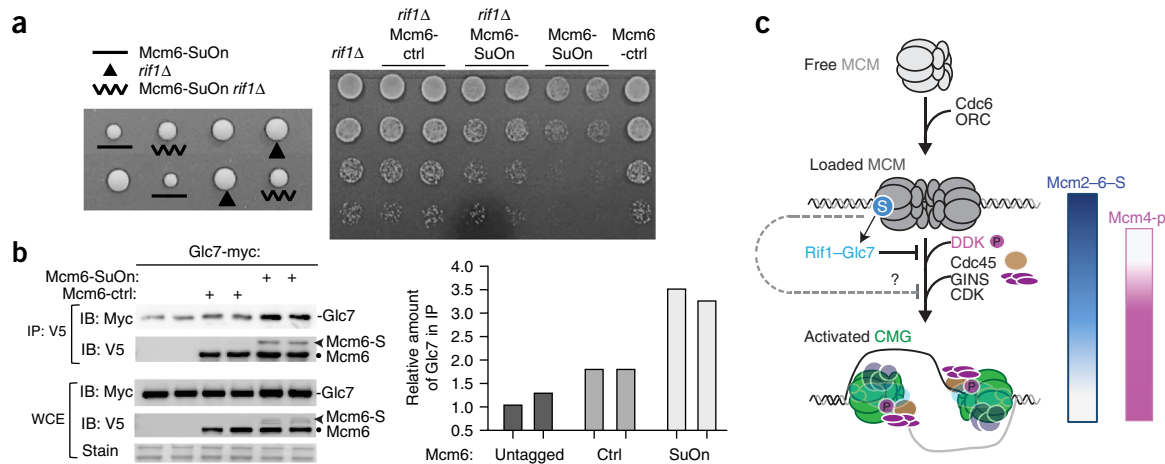 a
Mcm6-SuOn
rif1Δ
Mcm6-SuOn rif1Δ
rif1Δ
rif1Δ
Mcm6-
ctrl
rif1Δ
Mcm6-
SuOn
Mcm6-
SuOn
Mcm6
-ctrl
b
Glc7-myc:
Mcm6-SuOn:
+ +
Mcm6-ctrl:
+ +
IP: V5
IB: Myc
-Glc7
IB: V5
Mcm6-S
Mcm6
WCE
IB: Myc
-Glc7
IB: V5
Mcm6-S
Mcm6
Stain
Relative amount
of Glc7 in IP
4.0
3.5
3.0
2.5
2.0
1.5
1.0
0.5
Mcm6:
Untagged
Ctrl
SuOn
c
Free MCM
Cdc6
ORC
Loaded MCM
S
Rif1–Glc7
DDK P
Cdc45
GINS
CDK
?
Activated CMG
P
P
Mcm2–6–S
Mcm4-p